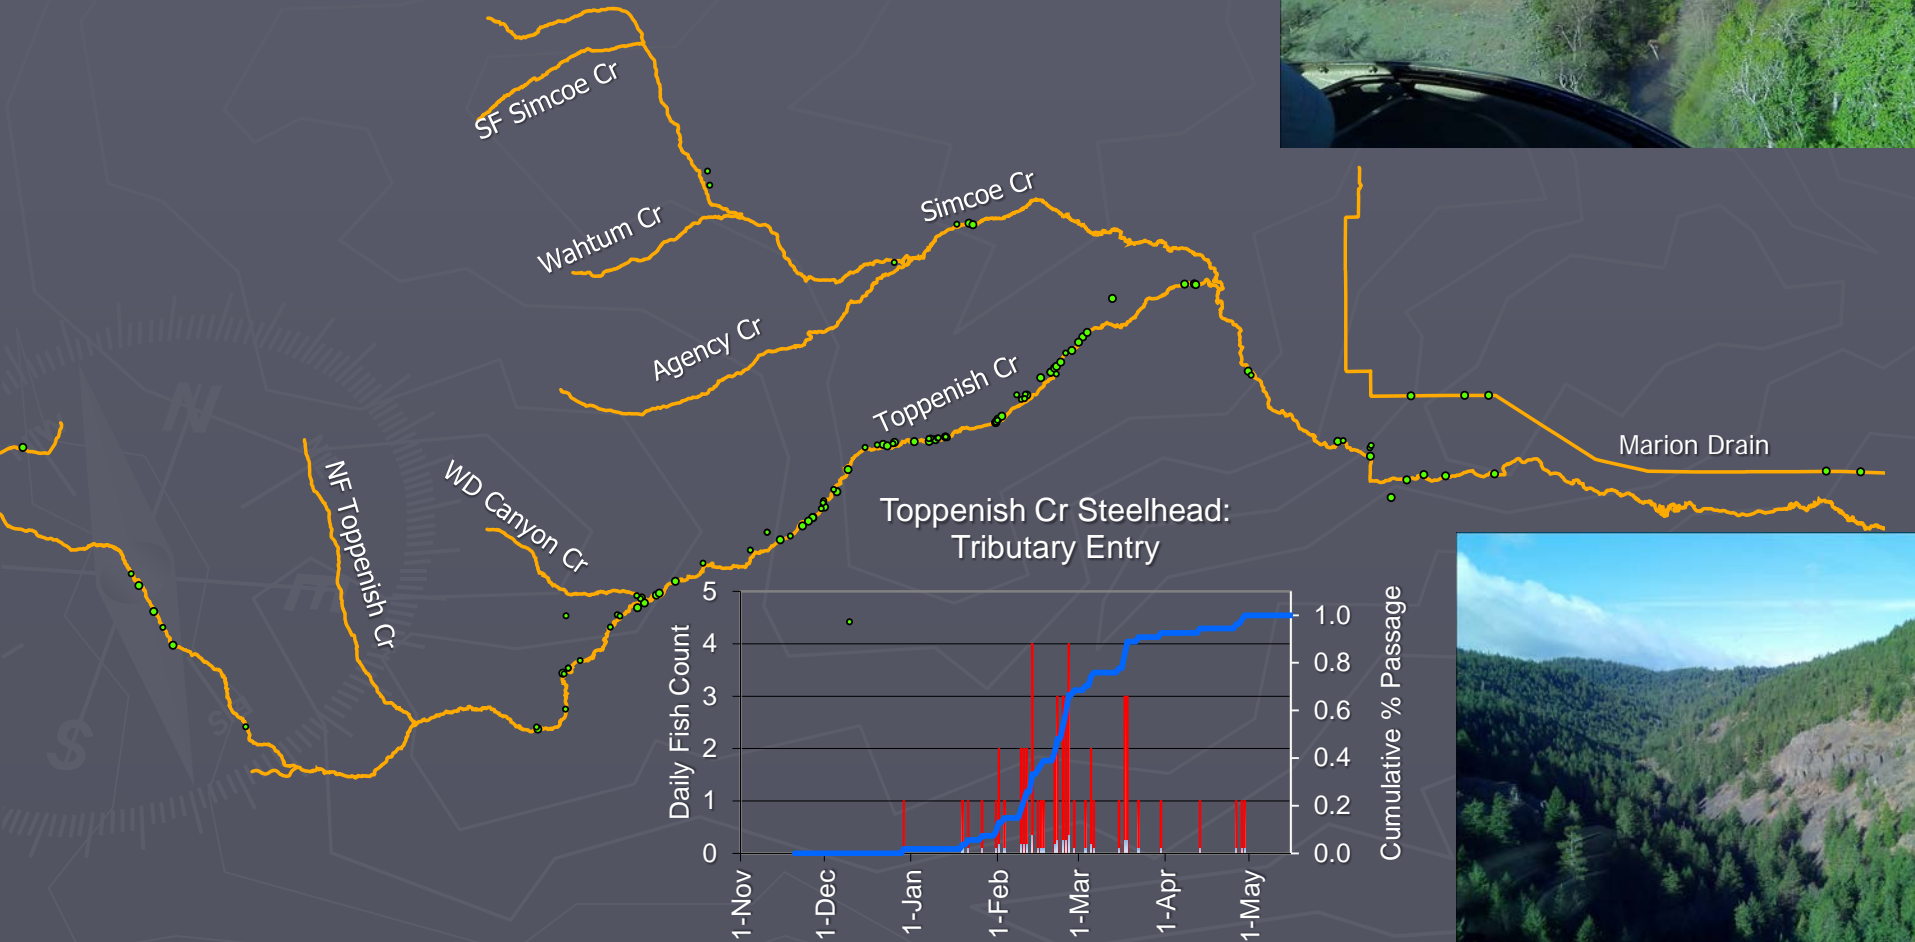 SF Simcoe Cr
Simcoe Cr
Wahtum Cr
Agency Cr
Toppenish Cr
N
Marion Drain
NF Toppenish Cr
WD Canyon Cr
Toppenish Cr Steelhead:
Tributary Entry
S
Daily Fish Count
5
4
3
2
1
0
1.0
0.8
0.6
0.4
0.2
0.0
Cumulative % Passage
1-Nov
1-Dec
1-Jan
1-Feb
1-Mar
1-Apr
1-May